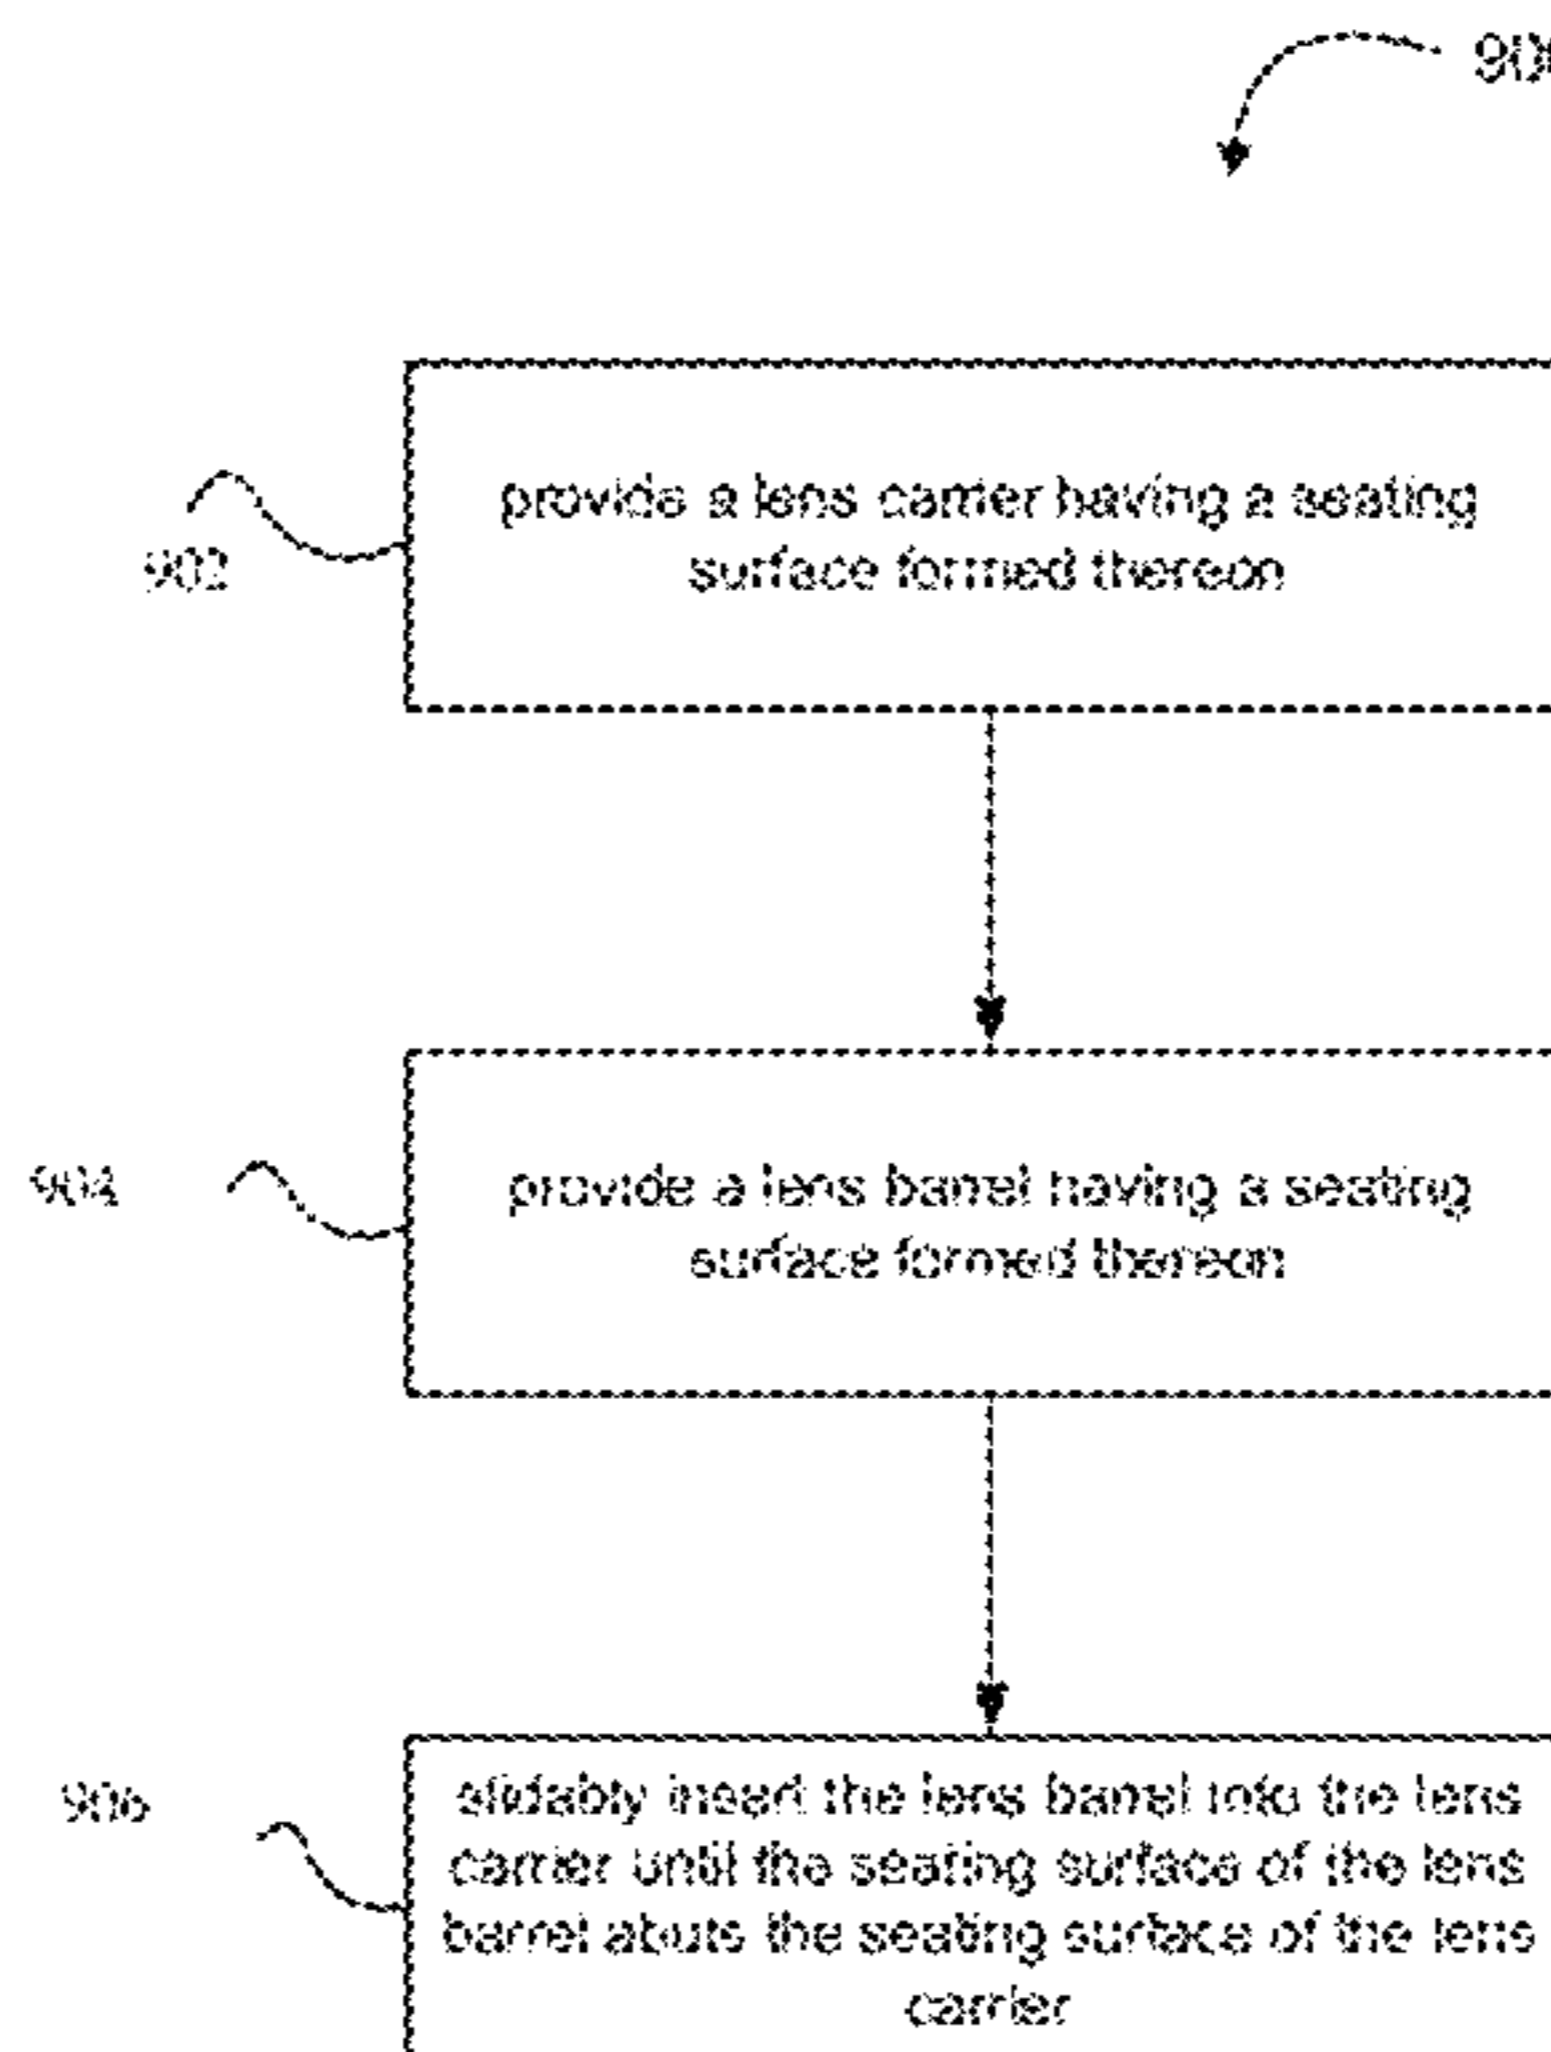 902
provide a lens carrier having a seating
surface formed thereon
904
provide a lens barrel having a seating
surface formed thereon
906
slidably insert the lens barrel into the lens
carrier until the seating surface of the lens
barrel abuts the seating surface of the lens
carrier